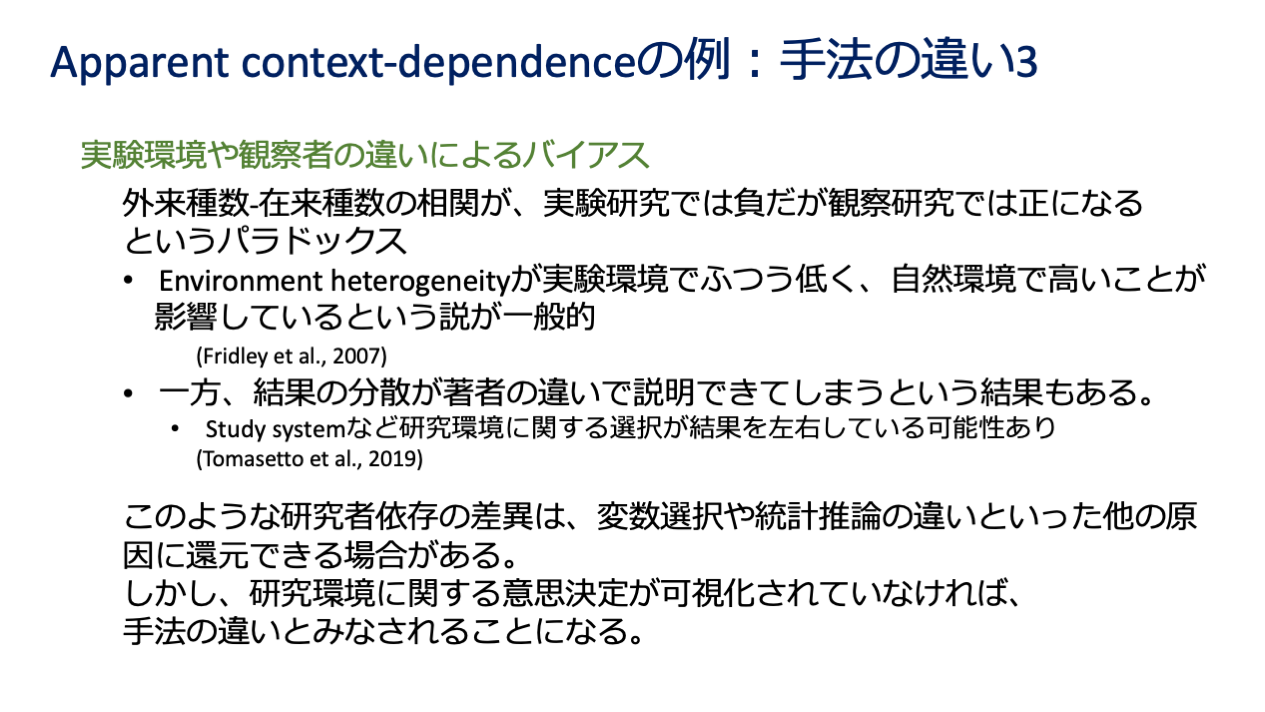 Apparent context-dependenceの例：手法の違い3
実験環境や観察者の違いによるバイアス
外来種数-在来種数の相関が、実験研究では負だが観察研究では正になる
というパラドックス
• Environment heterogeneityが実験環境でふつう低く、自然環境で高いことが
影響しているという説が一般的
(Fridley et al., 2007)
• 一方、結果の分散が著者の違いで説明できてしまうという結果もある。
• Study systemなど研究環境に関する選択が結果を左右している可能性あり
(Tomasetto et al., 2019)
このような研究者依存の差異は、変数選択や統計推論の違いといった他の原
因に還元できる場合がある。
しかし、研究環境に関する意思決定が可視化されていなければ、
手法の違いとみなされることになる。